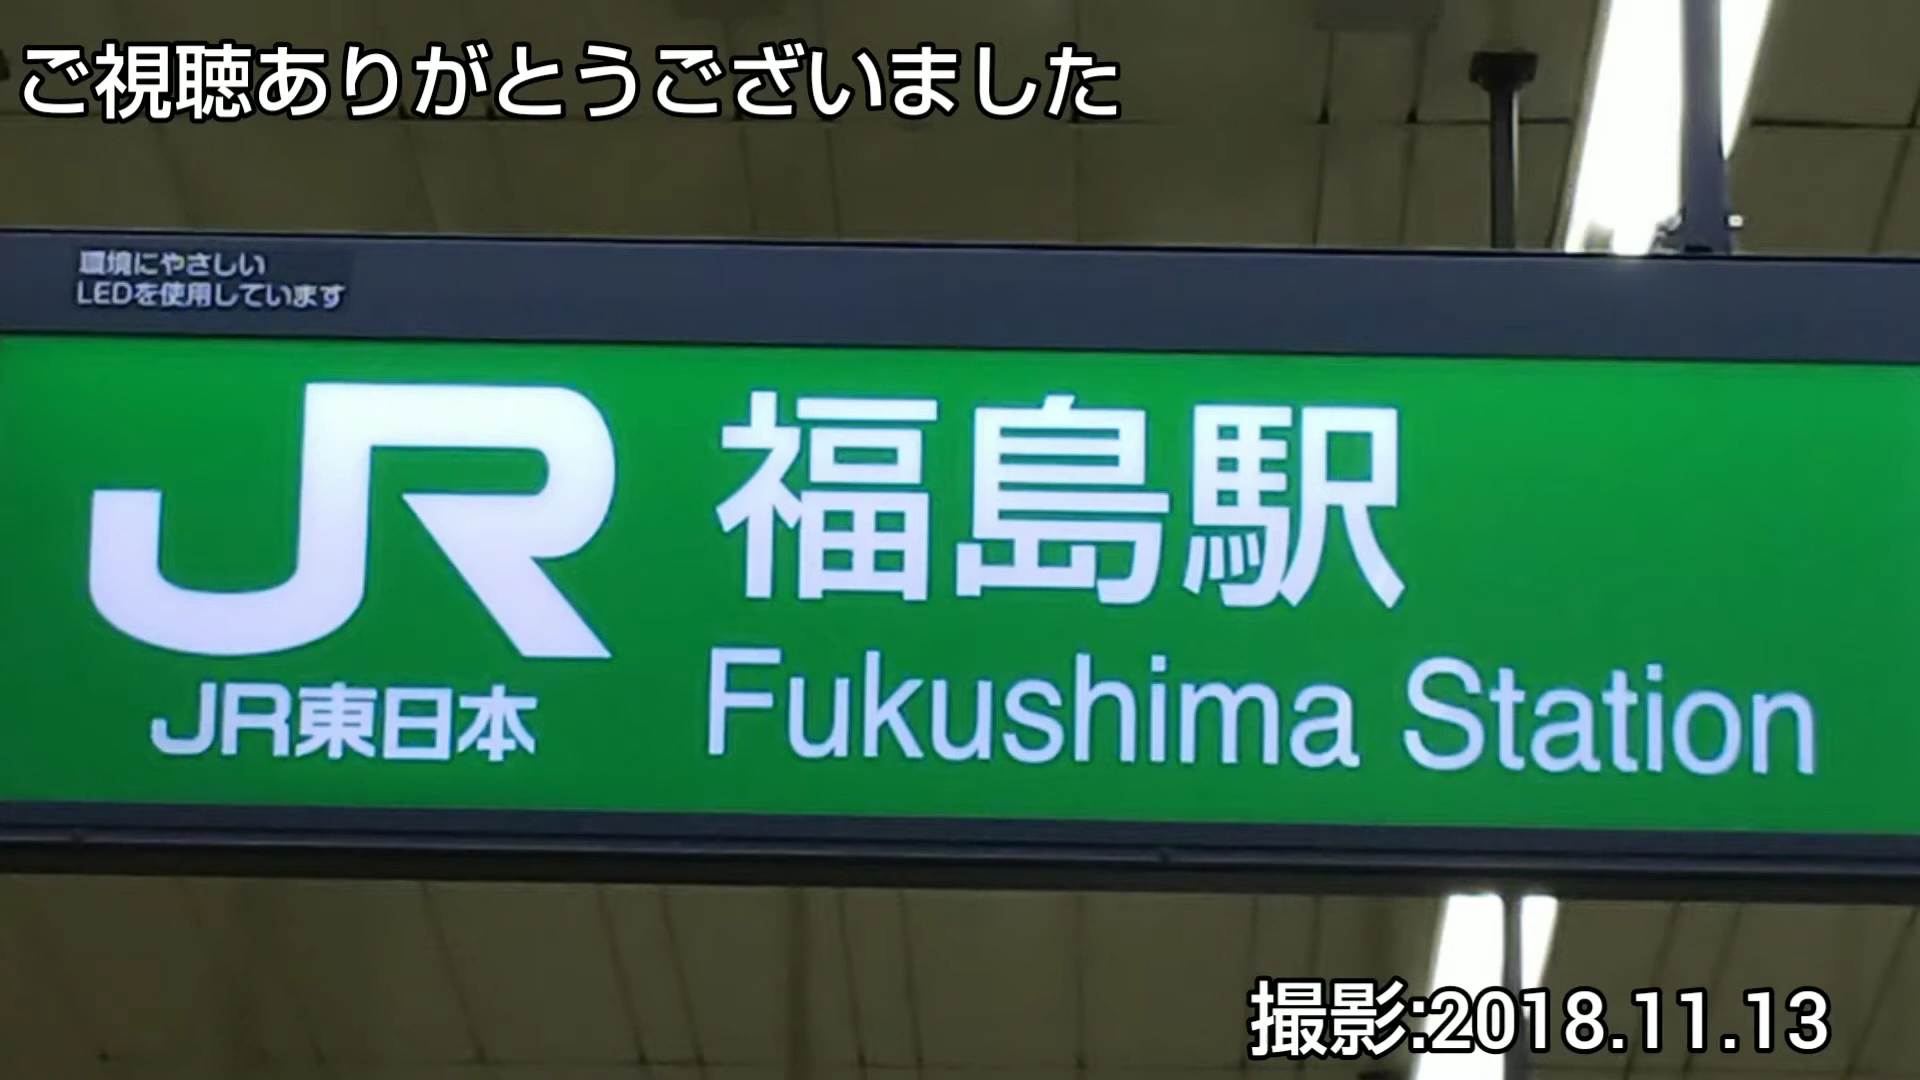 ご視聴ありがとうございました
環境にやさしい
LEDを使用しています
JR
福島駅
JR東日本
Fukushima Station
撮影:2018.11.13